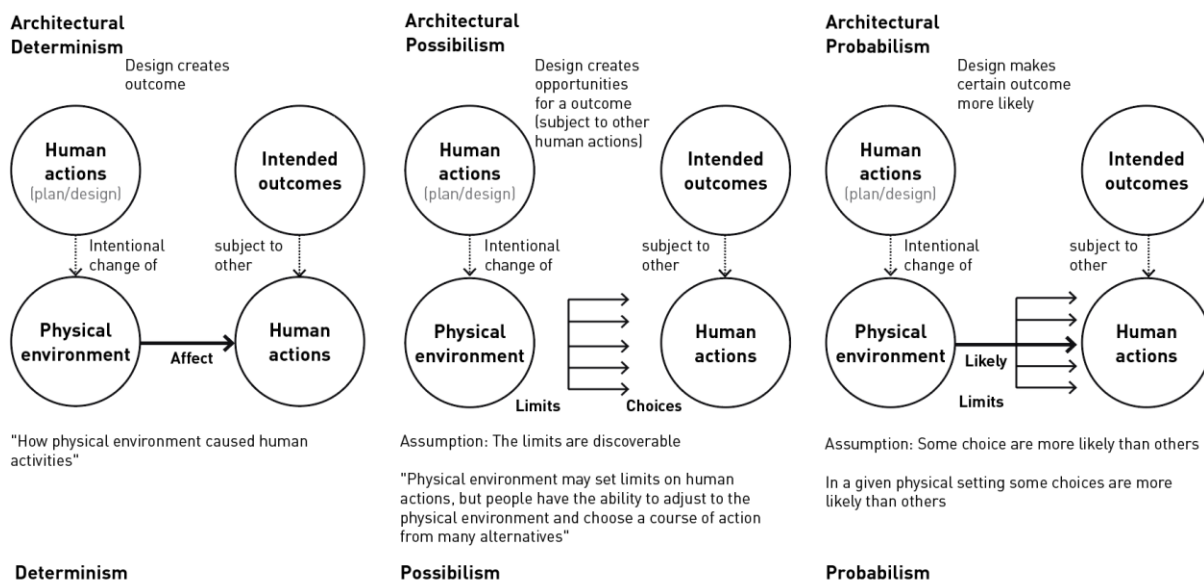 Architectural
Determinism
Design creates
outcome
Human
actions
(plan/design)
Intended
outcomes
Intentional
change of
subject to
other
Physical
environment
Affect
Human
actions
"How physical environment caused human
activities"
Determinism
Architectural
Possibilism
Design creates
opportunities
for a outcome
(subject to other
human actions)
Human
actions
(plan/design)
Intended
outcomes
Intentional
change of
subject to
other
Physical
environment
Limits
Choices
Human
actions
Assumption: The limits are discoverable
"Physical environment may set limits on human
actions, but people have the ability to adjust to the
physical environment and choose a course of action
from many alternatives"
Possibilism
Architectural
Probabilism
Design makes
certain outcome
more likely
Human
actions
(plan/design)
Intended
outcomes
Intentional
change of
subject to
other
Physical
environment
Likely
Limits
Human
actions
Assumption: Some choice are more likely than others
In a given physical setting some choices are more
likely than others
Probabilism